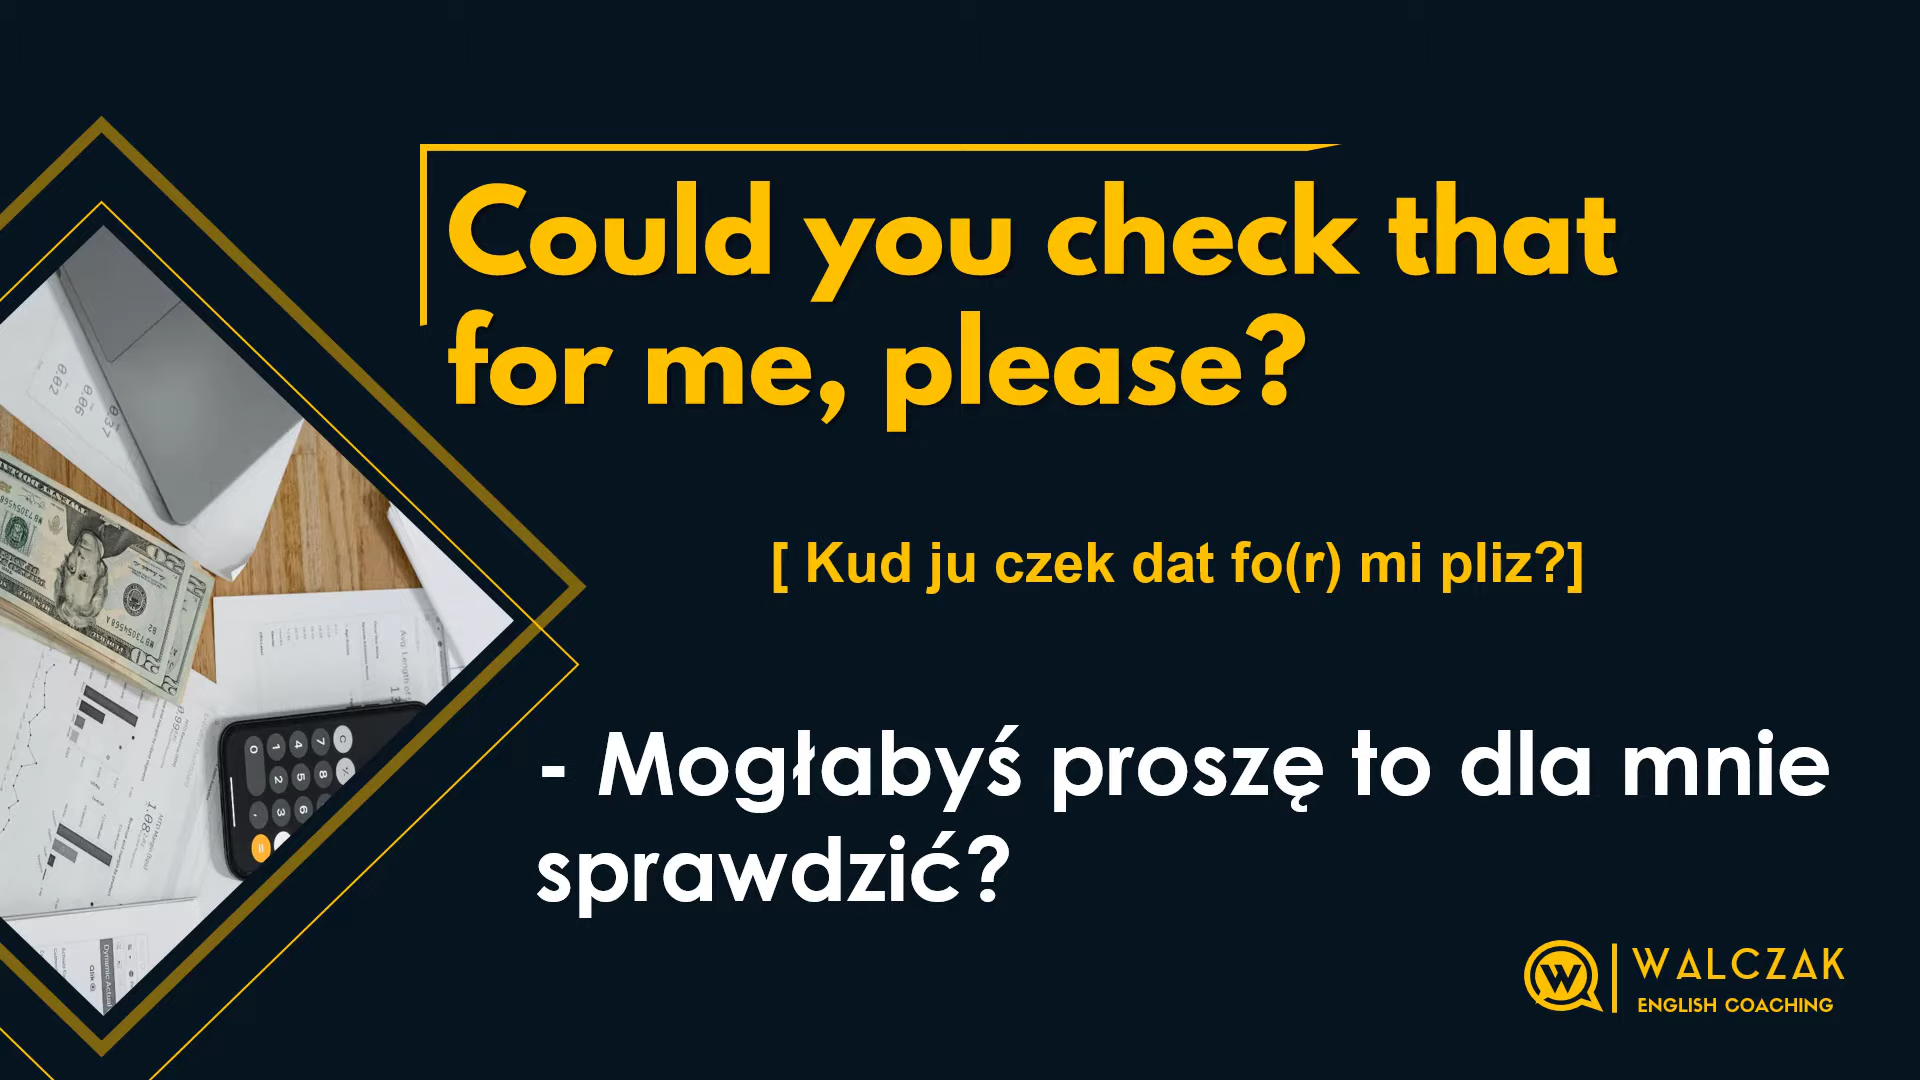 Could you check that
for me, please?
[ Kud ju czek dat fo(r) mi pliz?]
- Mogłabyś proszę to dla mnie
sprawdzić?
WALCZAK
ENGLISH COACHING